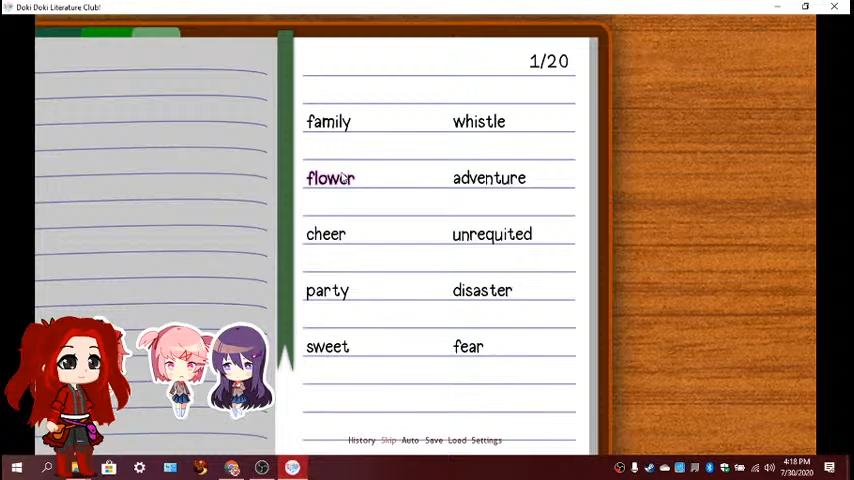 Doki Doki Literature Club!
1/20
family whistle
flower adventure
cheer unrequited
party disaster
sweet fear
History Skip Auto Save Load Settings
4:18 PM
7/30/2020